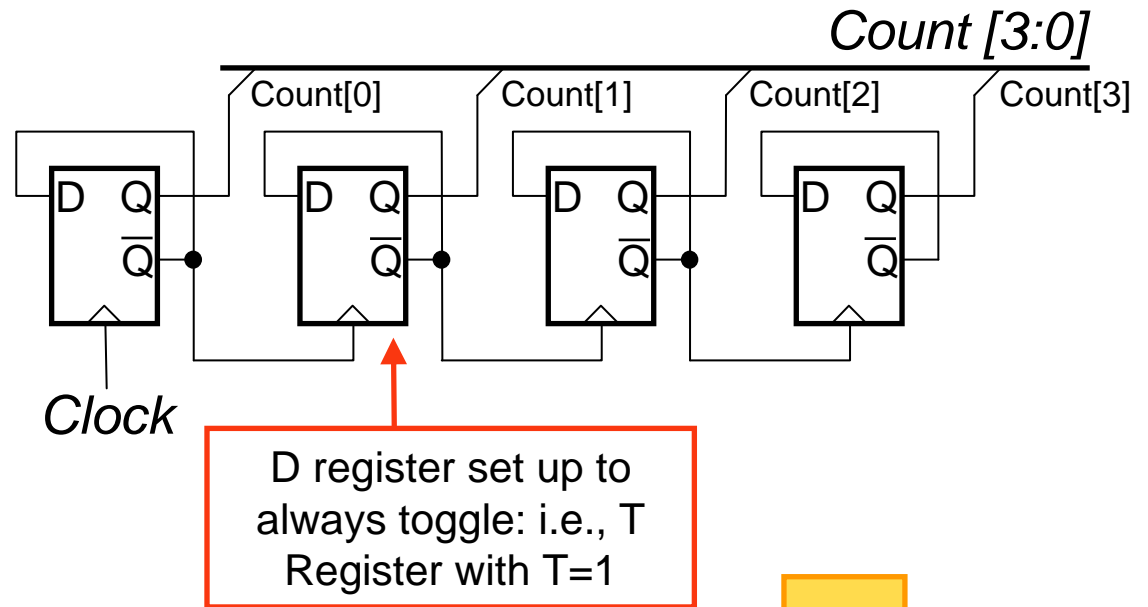 Count [3:0]
Count[0] Count[1] Count[2] Count[3]
D Q D Q D Q D Q
Q̅ Q̅ Q̅ Q̅
Clock
D register set up to
always toggle: i.e., T
Register with T=1